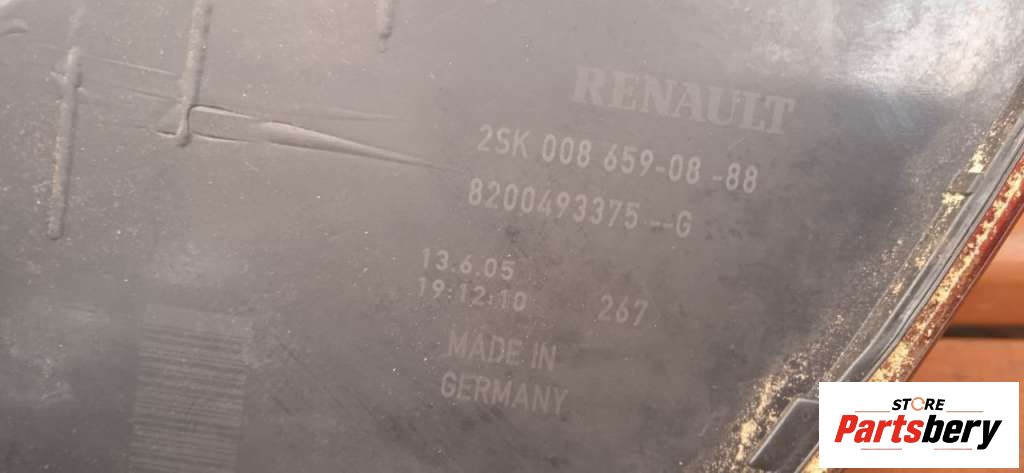 RENAULT
2SK 008 659-08 -88
8200493375 --G
13.6.05
19:12:10 267
MADE IN
GERMANY
STORE
Partsbery